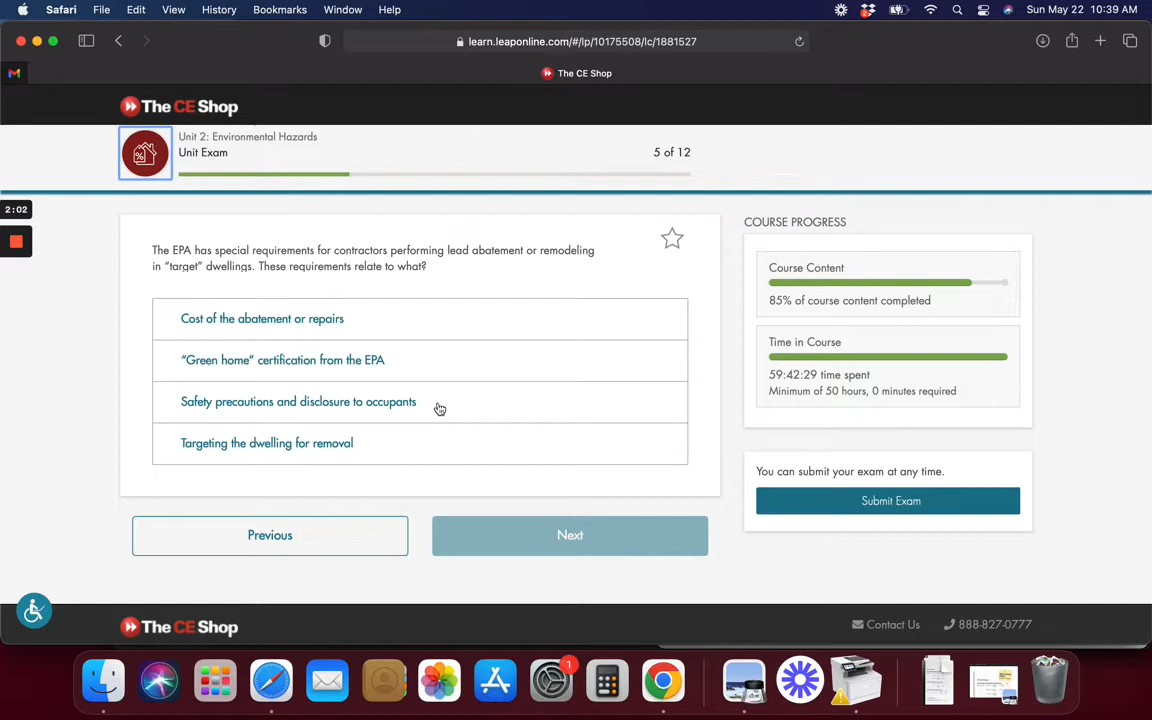 Safari File Edit View History Bookmarks Window Help
2
Sun May 22 10:39 AM
learn.leaponline.com/#/lp/10175508/lc/1881527
The CE Shop
The CE Shop
Unit 2: Environmental Hazards
Unit Exam
5 of 12
2:02
The EPA has special requirements for contractors performing lead abatement or remodeling
in “target” dwellings. These requirements relate to what?
Cost of the abatement or repairs
“Green home” certification from the EPA
Safety precautions and disclosure to occupants
Targeting the dwelling for removal
Previous
Next
COURSE PROGRESS
Course Content
85% of course content completed
Time in Course
59:42:29 time spent
Minimum of 50 hours, 0 minutes required
You can submit your exam at any time.
Submit Exam
The CE Shop
Contact Us
888-827-0777
1